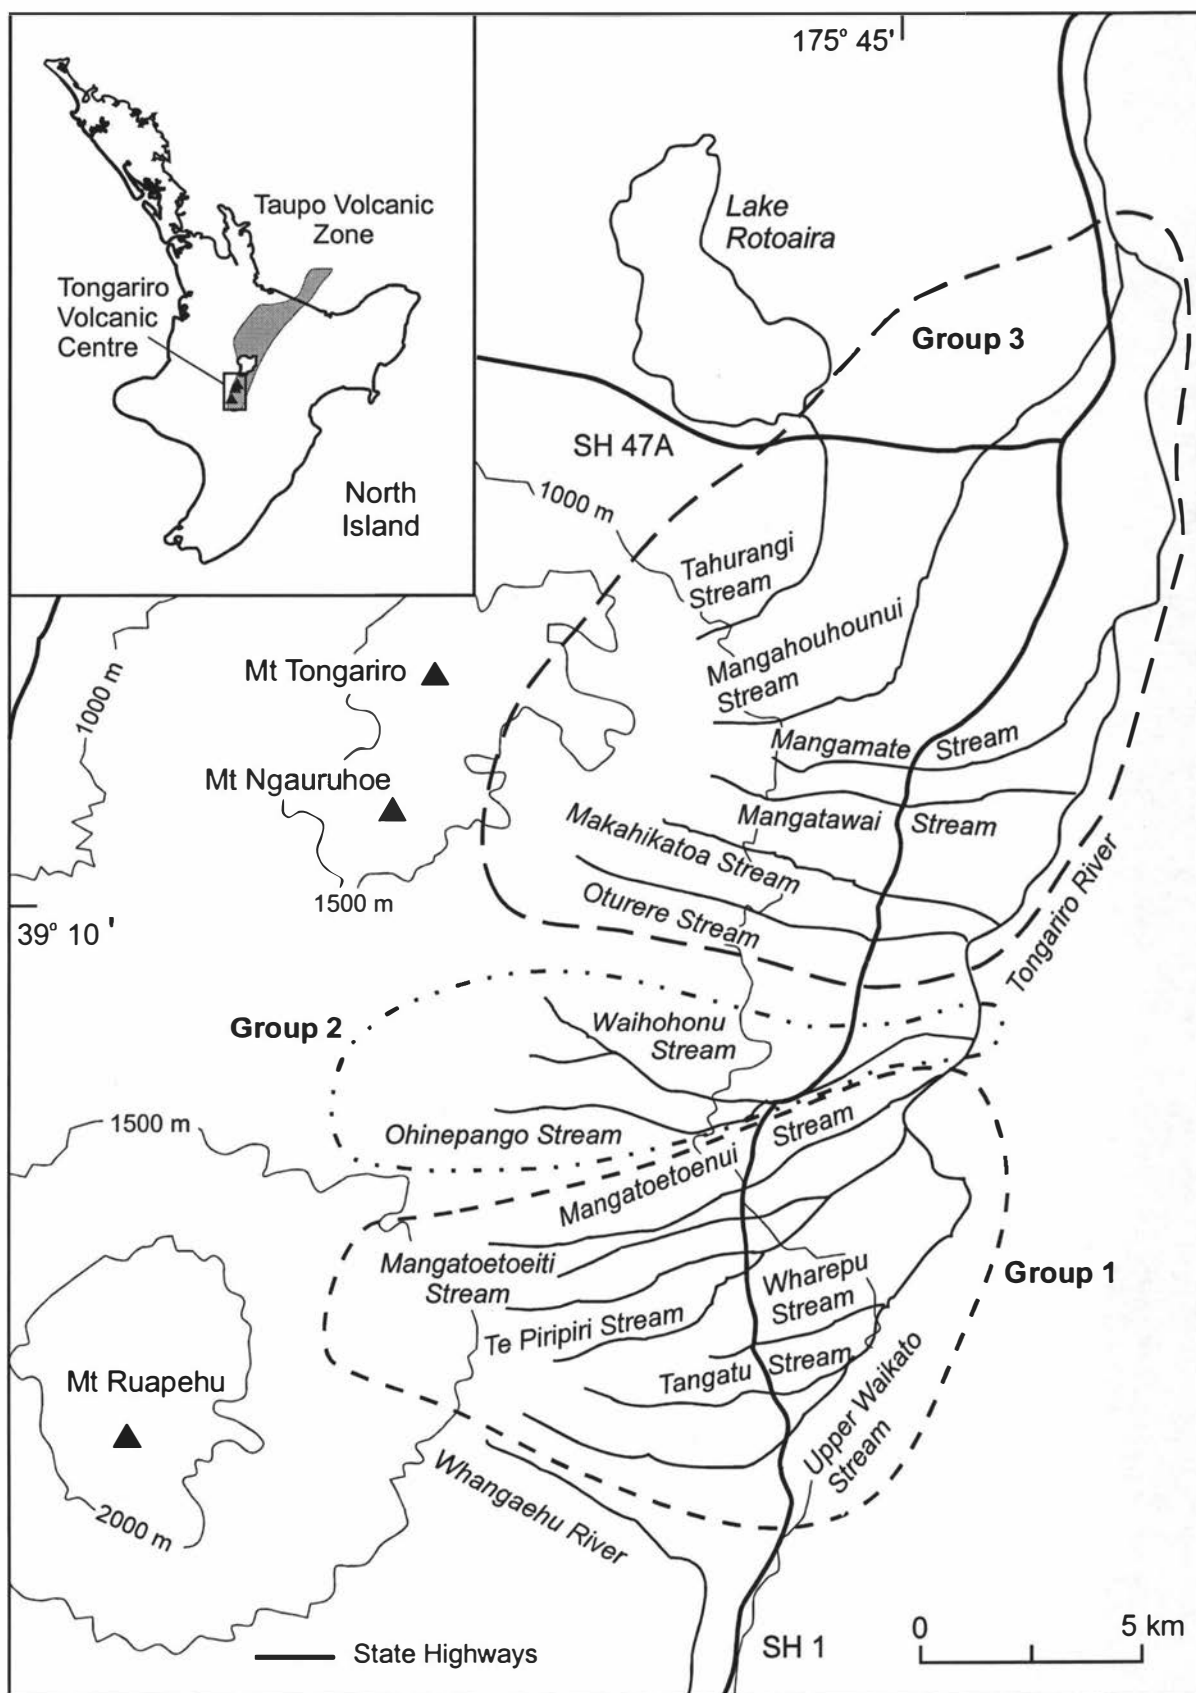 175° 45'
Taupo Volcanic
Zone
Tongariro
Volcanic
Centre
North
Island
Lake
Rotoaira
Group 3
SH 47A
1000 m
Tahurangi
Stream
Mangahouhounui
Stream
Mt Tongariro
1000 m
Mt Ngauruhoe
Mangamate Stream
Mangatawai Stream
Makahikatoa Stream
1500 m
Oturere Stream
Tongariro River
39° 10'
Group 2
Waihohonu
Stream
1500 m
Ohinepango Stream
Mangatoetoenui Stream
Mangatoetoeiti
Stream
Wharepu
Stream
Group 1
Te Piripiri Stream
Tangatu Stream
Mt Ruapehu
Upper Waikato
Stream
2000 m
Whangaehu River
State Highways
SH 1
0 5 km